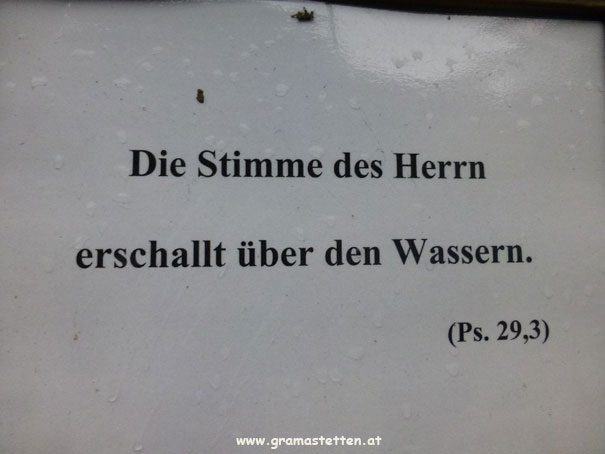 Die Stimme des Herrn
erschallt über den Wassern.
(Ps. 29,3)
www.gramastetten.at